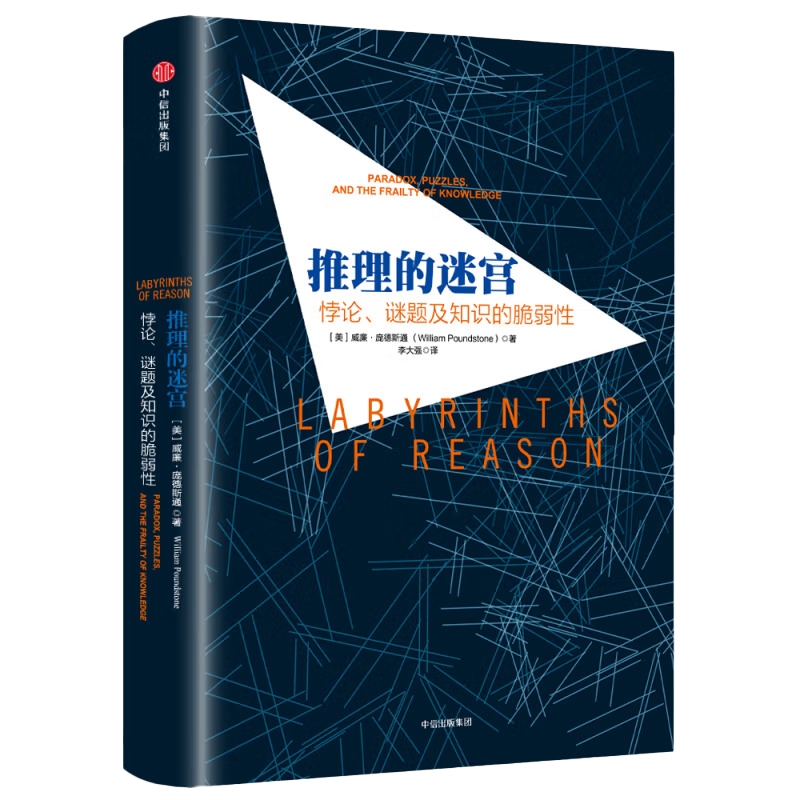 中信出版集团
LABYRINTHS
OF REASON
推理的迷宫
悖论、谜题及知识的脆弱性
［美］威廉·庞德斯通◎著
William Poundstone
PARADOX, PUZZLES,
AND THE FRAILTY OF KNOWLEDGE
PARADOX, PUZZLES,
AND THE FRAILTY OF KNOWLEDGE
推理的迷宫
悖论、谜题及知识的脆弱性
［美］威廉·庞德斯通（William Poundstone）◎著
李大强◎译
LABYRINTHS
OF REASON
中信出版集团